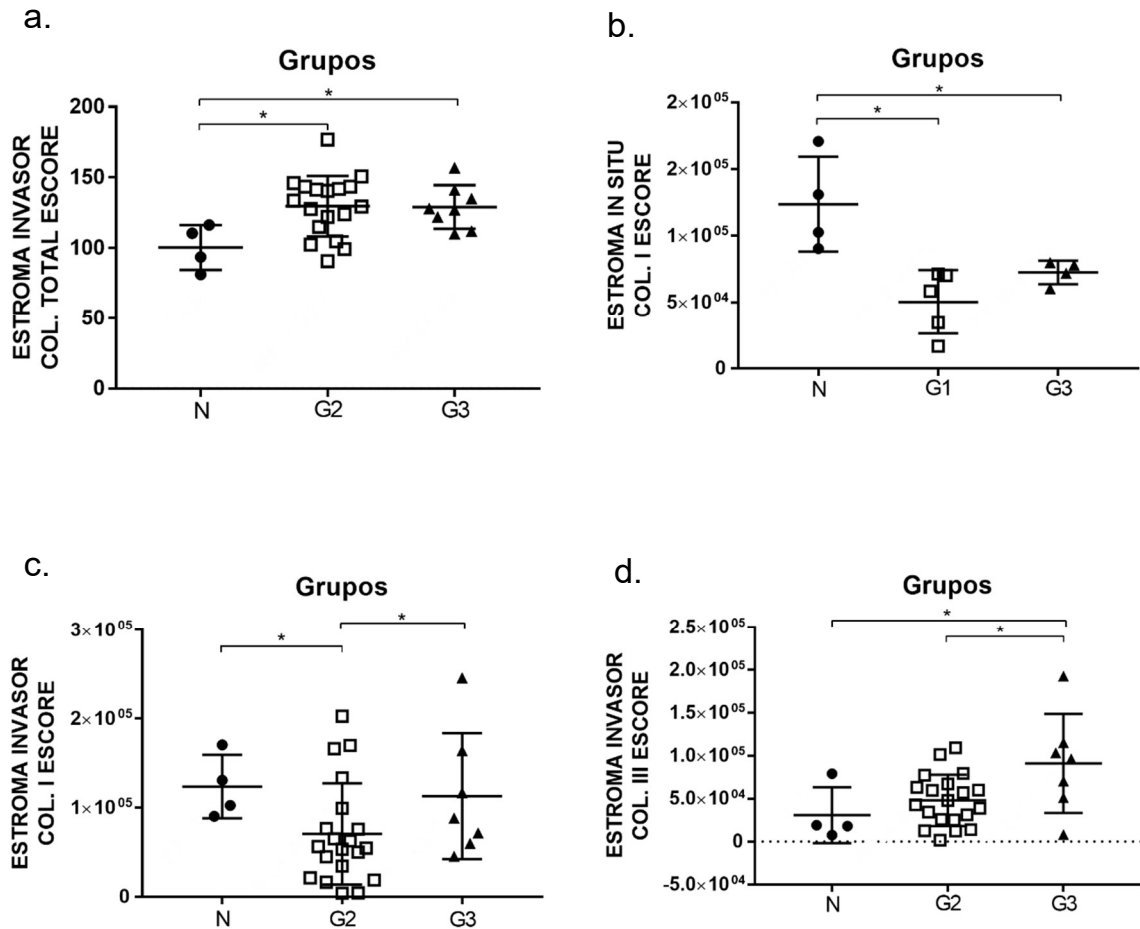 a.
Grupos
*
*
ESTROMA INVASOR
COL. TOTAL ESCORE
200
150
100
50
0
N G2 G3
b.
Grupos
*
*
ESTROMA IN SITU
COL. I ESCORE
2×10⁰⁵
2×10⁰⁵
1×10⁰⁵
5×10⁰⁴
0
N G1 G3
c.
Grupos
* *
ESTROMA INVASOR
COL. I ESCORE
3×10⁰⁵
2×10⁰⁵
1×10⁰⁵
0
N G2 G3
d.
Grupos
*
*
ESTROMA INVASOR
COL. III ESCORE
2.5×10⁰⁵
2.0×10⁰⁵
1.5×10⁰⁵
1.0×10⁰⁵
5.0×10⁰⁴
0
-5.0×10⁰⁴
N G2 G3